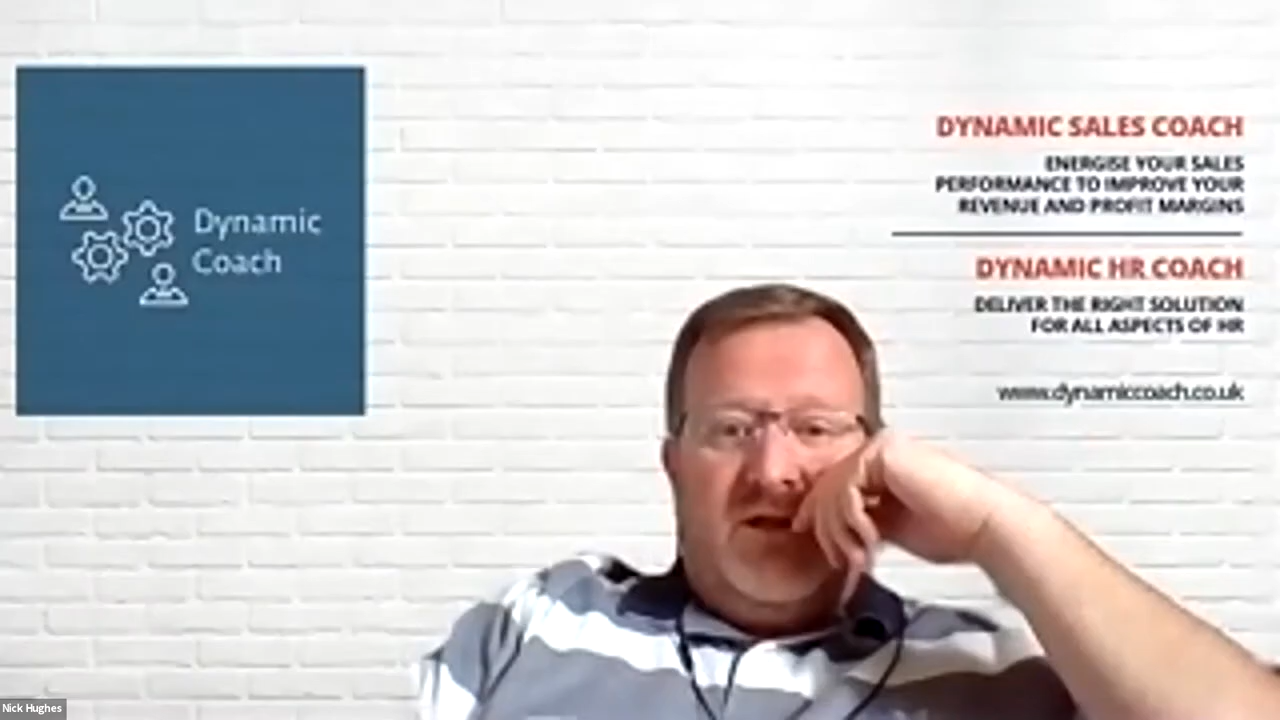 Dynamic
Coach
DYNAMIC SALES COACH
ENERGISE YOUR SALES
PERFORMANCE TO IMPROVE YOUR
REVENUE AND PROFIT MARGINS
DYNAMIC HR COACH
DELIVER THE RIGHT SOLUTION
FOR ALL ASPECTS OF HR
www.dynamiccoach.co.uk
Nick Hughes